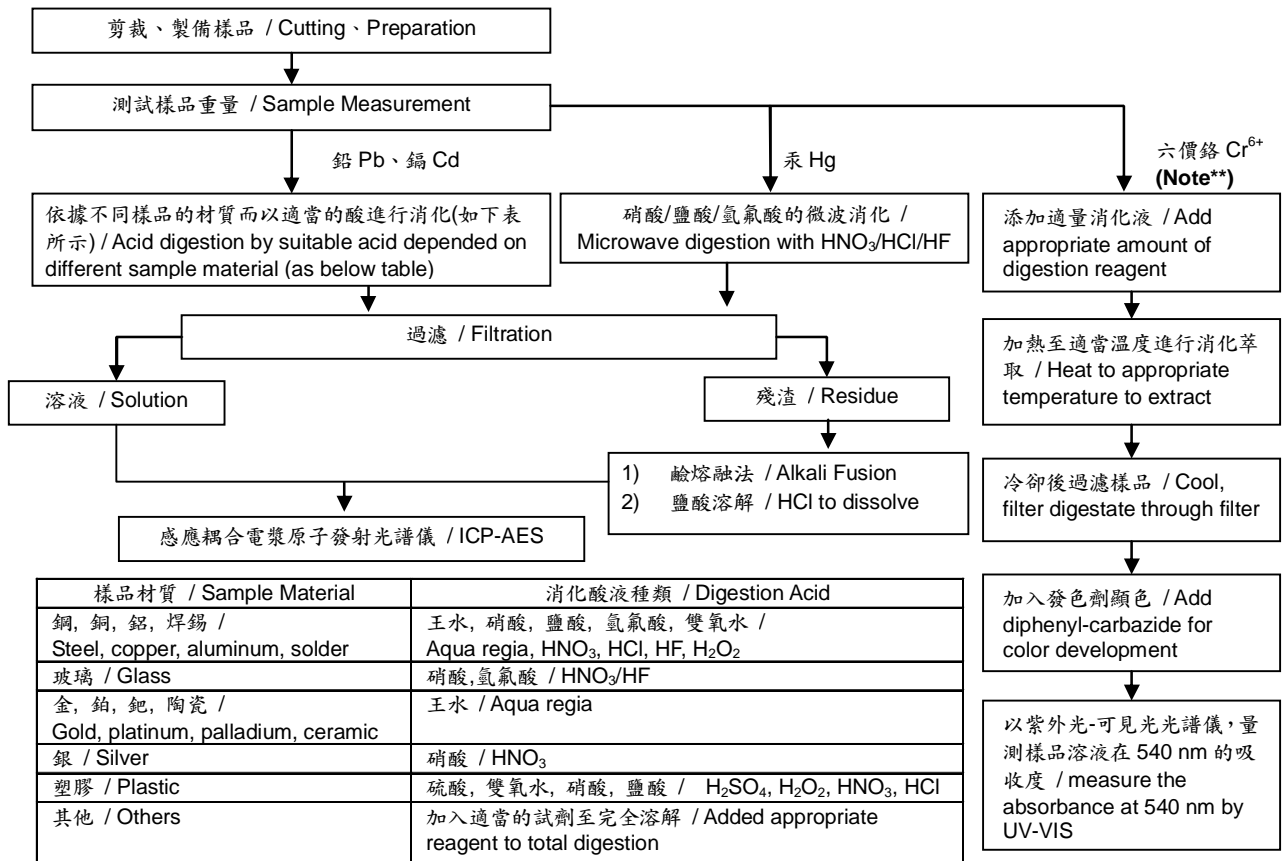 剪裁、製備樣品 / Cutting、Preparation
測試樣品重量 / Sample Measurement
鉛 Pb、鎘 Cd
汞 Hg
六價鉻 Cr6+
(Note**)
依據不同樣品的材質而以適當的酸進行消化(如下表
所示) / Acid digestion by suitable acid depended on
different sample material (as below table)
硝酸/鹽酸/氫氟酸的微波消化 /
Microwave digestion with HNO3/HCl/HF
添加適量消化液 / Add
appropriate amount of
digestion reagent
過濾 / Filtration
加熱至適當溫度進行消化萃
取 / Heat to appropriate
temperature to extract
溶液 / Solution
殘渣 / Residue
1) 鹼熔融法 / Alkali Fusion
2) 鹽酸溶解 / HCl to dissolve
冷卻後過濾樣品 / Cool,
filter digestate through filter
感應耦合電漿原子發射光譜儀 / ICP-AES
加入發色劑顯色 / Add
diphenyl-carbazide for
color development
以紫外光-可見光光譜儀，量
測樣品溶液在 540 nm 的吸
收度 / measure the
absorbance at 540 nm by
UV-VIS
樣品材質 / Sample Material 消化酸液種類 / Digestion Acid
鋼, 銅, 鋁, 焊錫 / 王水, 硝酸, 鹽酸, 氫氟酸, 雙氧水 /
Steel, copper, aluminum, solder Aqua regia, HNO3, HCl, HF, H2O2
玻璃 / Glass 硝酸,氫氟酸 / HNO3/HF
金, 鉑, 鈀, 陶瓷 / 王水 / Aqua regia
Gold, platinum, palladium, ceramic
銀 / Silver 硝酸 / HNO3
塑膠 / Plastic 硫酸, 雙氧水, 硝酸, 鹽酸 / H2SO4, H2O2, HNO3, HCl
其他 / Others 加入適當的試劑至完全溶解 / Added appropriate
reagent to total digestion